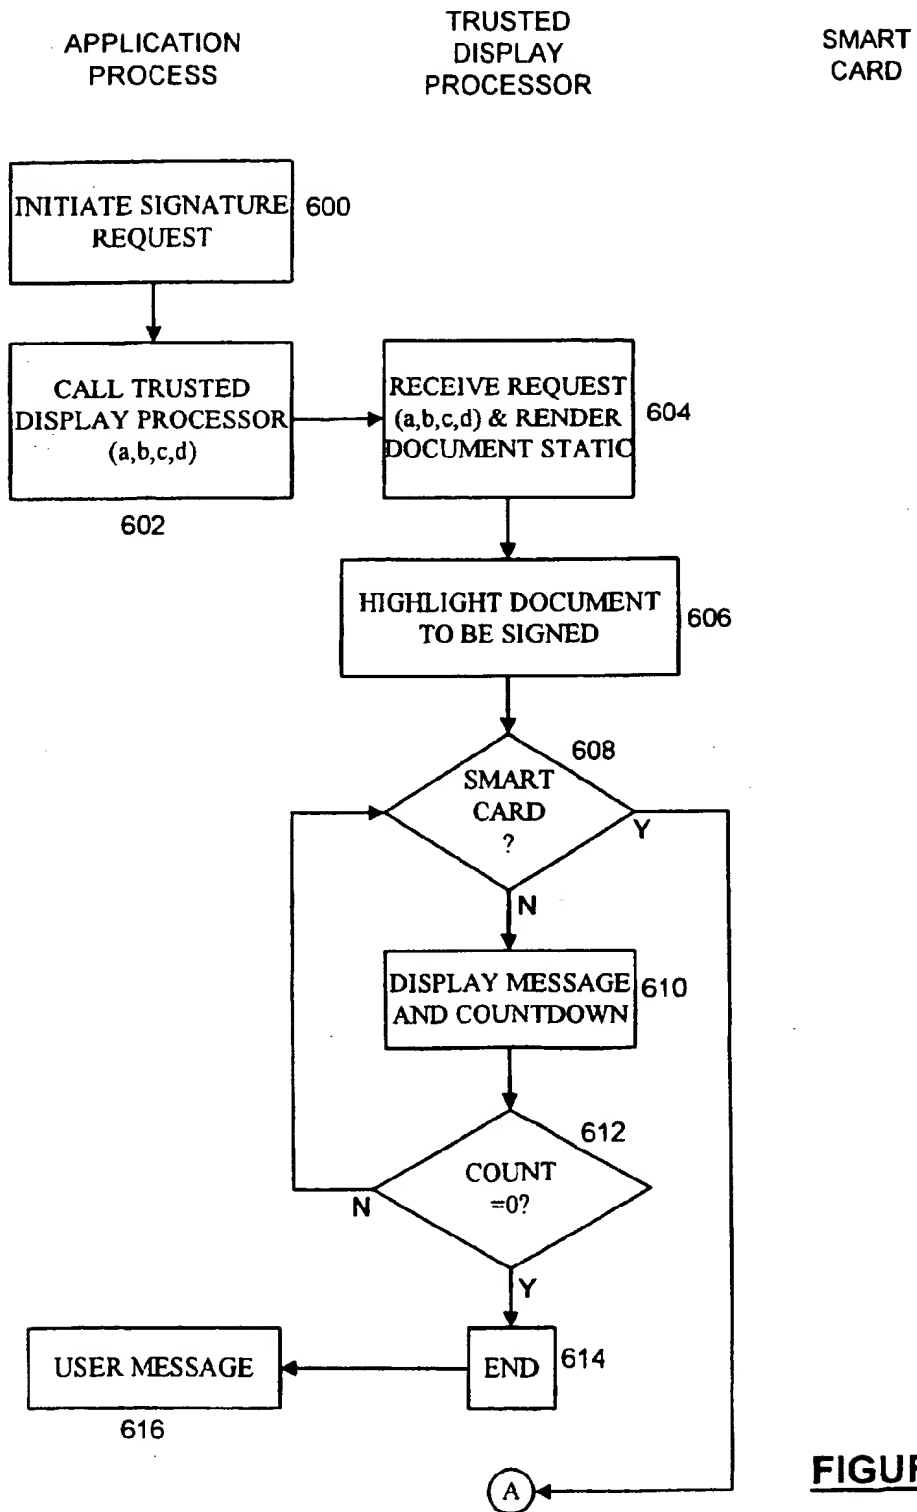 APPLICATION
PROCESS
TRUSTED
DISPLAY
PROCESSOR
SMART
CARD
INITIATE SIGNATURE
REQUEST
600
CALL TRUSTED
DISPLAY PROCESSOR
(a,b,c,d)
602
RECEIVE REQUEST
(a,b,c,d) & RENDER
DOCUMENT STATIC
604
HIGHLIGHT DOCUMENT
TO BE SIGNED
606
608
SMART
CARD
?
Y
N
DISPLAY MESSAGE
AND COUNTDOWN
610
612
COUNT
=0?
N
Y
END
614
USER MESSAGE
616
A